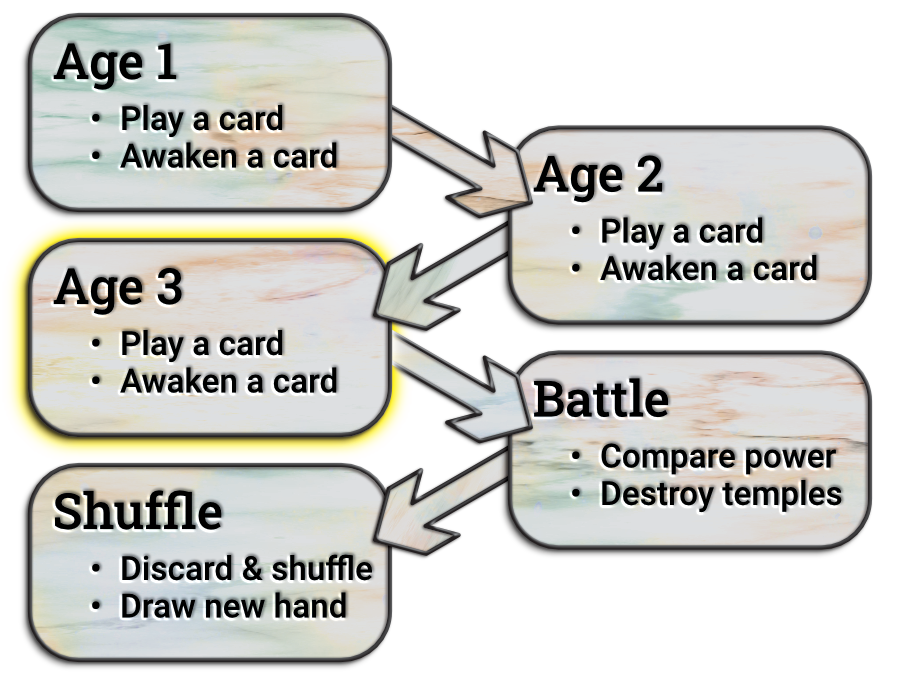 Age 1
• Play a card
• Awaken a card
Age 2
• Play a card
• Awaken a card
Age 3
• Play a card
• Awaken a card
Battle
• Compare power
• Destroy temples
Shuffle
• Discard & shuffle
• Draw new hand